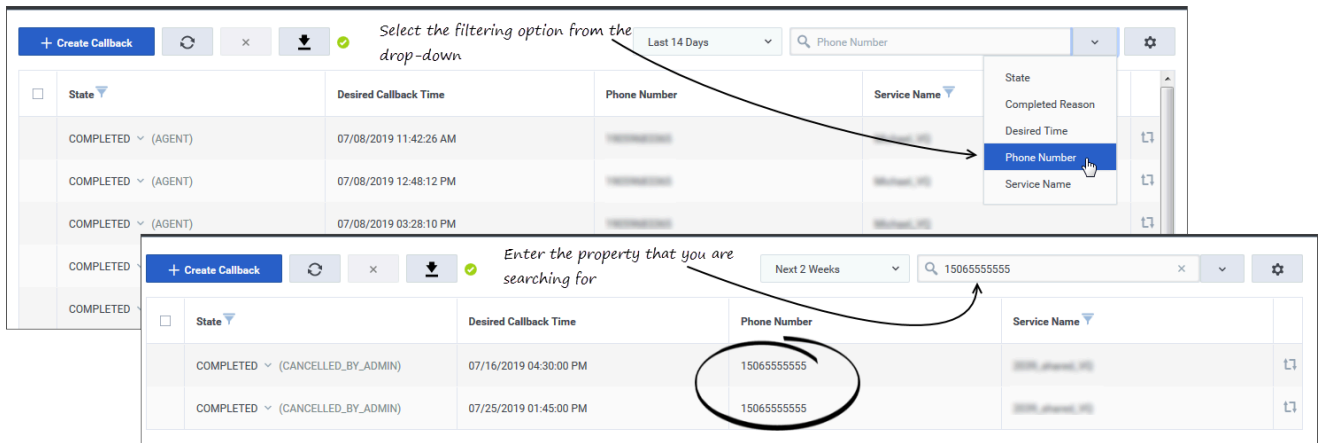 + Create Callback
Select the filtering option from the
drop-down
Last 14 Days
Phone Number
State
Desired Callback Time
Phone Number
Service Name
State
Completed Reason
Desired Time
Phone Number
Service Name
COMPLETED (AGENT) 07/08/2019 11:42:26 AM
COMPLETED (AGENT) 07/08/2019 12:48:12 PM
COMPLETED (AGENT) 07/08/2019 03:28:10 PM
COMPLETED
COMPLETED
+ Create Callback
Enter the property that you are
searching for
Next 2 Weeks
15065555555
State
Desired Callback Time
Phone Number
Service Name
COMPLETED (CANCELLED_BY_ADMIN) 07/16/2019 04:30:00 PM 15065555555
COMPLETED (CANCELLED_BY_ADMIN) 07/25/2019 01:45:00 PM 15065555555